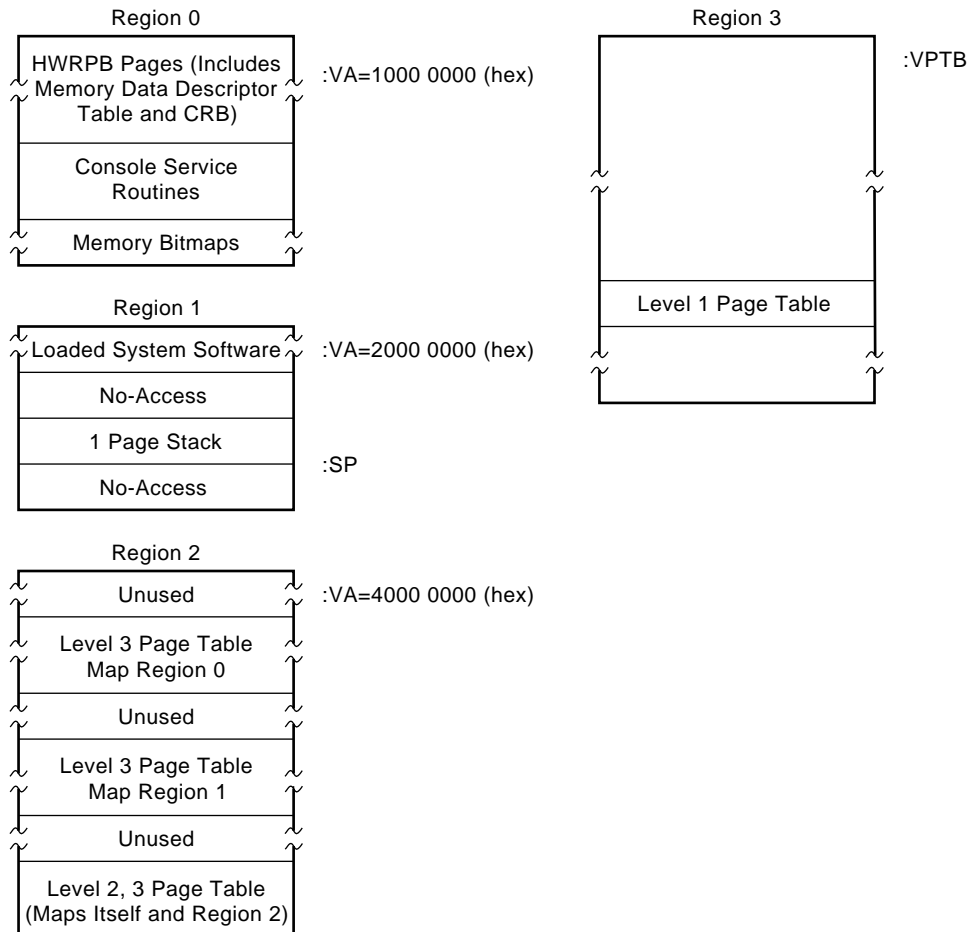 Region 0
HWRPB Pages (Includes
Memory Data Descriptor
Table and CRB)
:VA=1000 0000 (hex)
Console Service
Routines
Memory Bitmaps
Region 1
Loaded System Software
:VA=2000 0000 (hex)
No-Access
1 Page Stack
:SP
No-Access
Region 2
Unused
:VA=4000 0000 (hex)
Level 3 Page Table
Map Region 0
Unused
Level 3 Page Table
Map Region 1
Unused
Level 2, 3 Page Table
(Maps Itself and Region 2)
Region 3
:VPTB
Level 1 Page Table